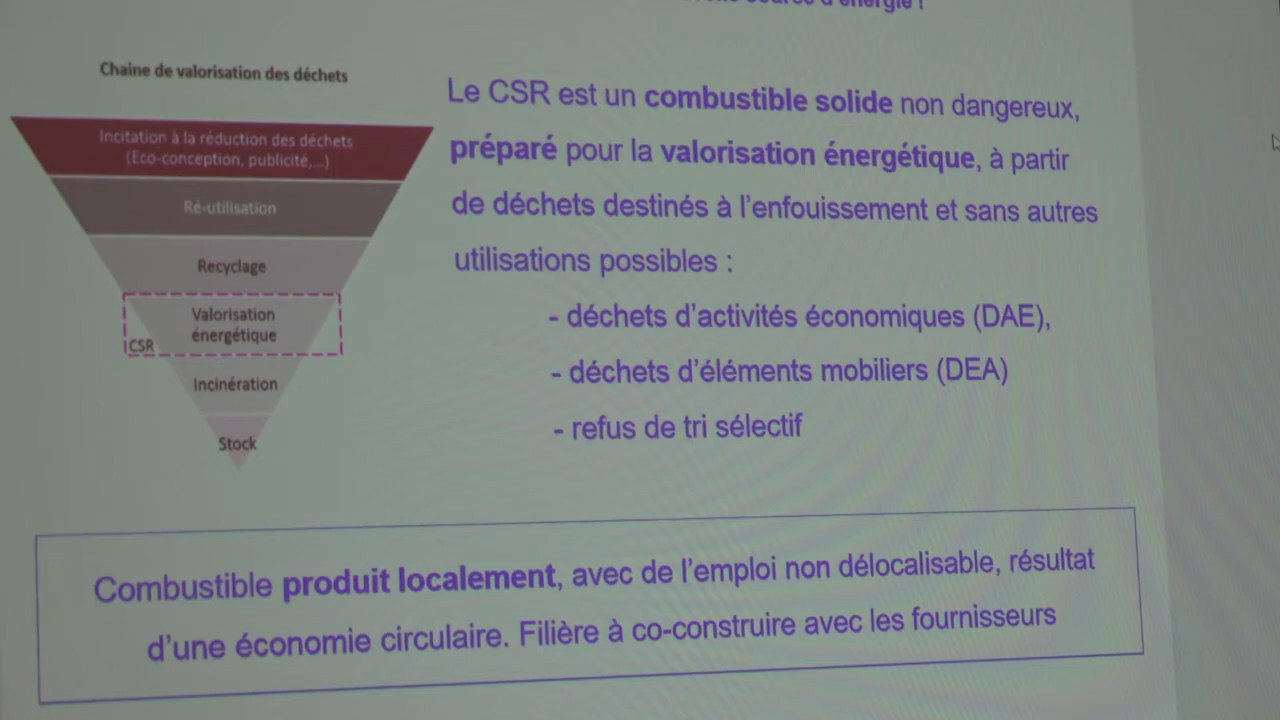 d'énergie !
Chaine de valorisation des déchets
Incitation à la réduction des déchets
(Eco-conception, publicité,...)
Ré-utilisation
Recyclage
Valorisation
énergétique
CSR
Incinération
Stock
Le CSR est un combustible solide non dangereux,
préparé pour la valorisation énergétique, à partir
de déchets destinés à l'enfouissement et sans autres
utilisations possibles :
- déchets d'activités économiques (DAE),
- déchets d'éléments mobiliers (DEA)
- refus de tri sélectif
Combustible produit localement, avec de l'emploi non délocalisable, résultat
d'une économie circulaire. Filière à co-construire avec les fournisseurs